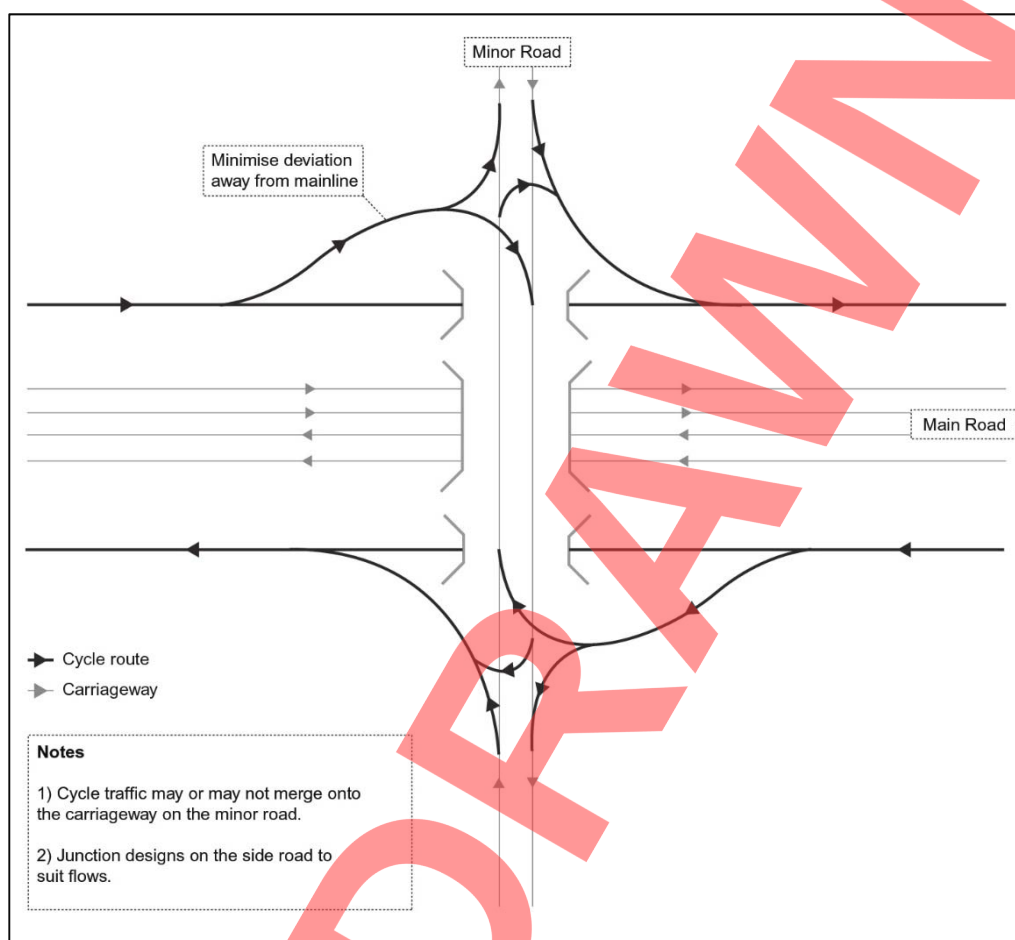 Minor Road
Minimise deviation
away from mainline
Main Road
Cycle route
Carriageway
Notes
1) Cycle traffic may or may not merge onto
the carriageway on the minor road.
2) Junction designs on the side road to
suit flows.
DRAWN